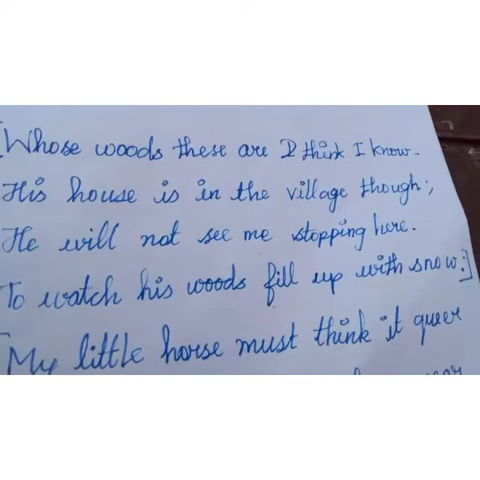 [Whose woods these are I think I know.
His house is in the village though;
He will not see me stopping here.
To watch his woods fill up with snow.]
[My little horse must think it queer